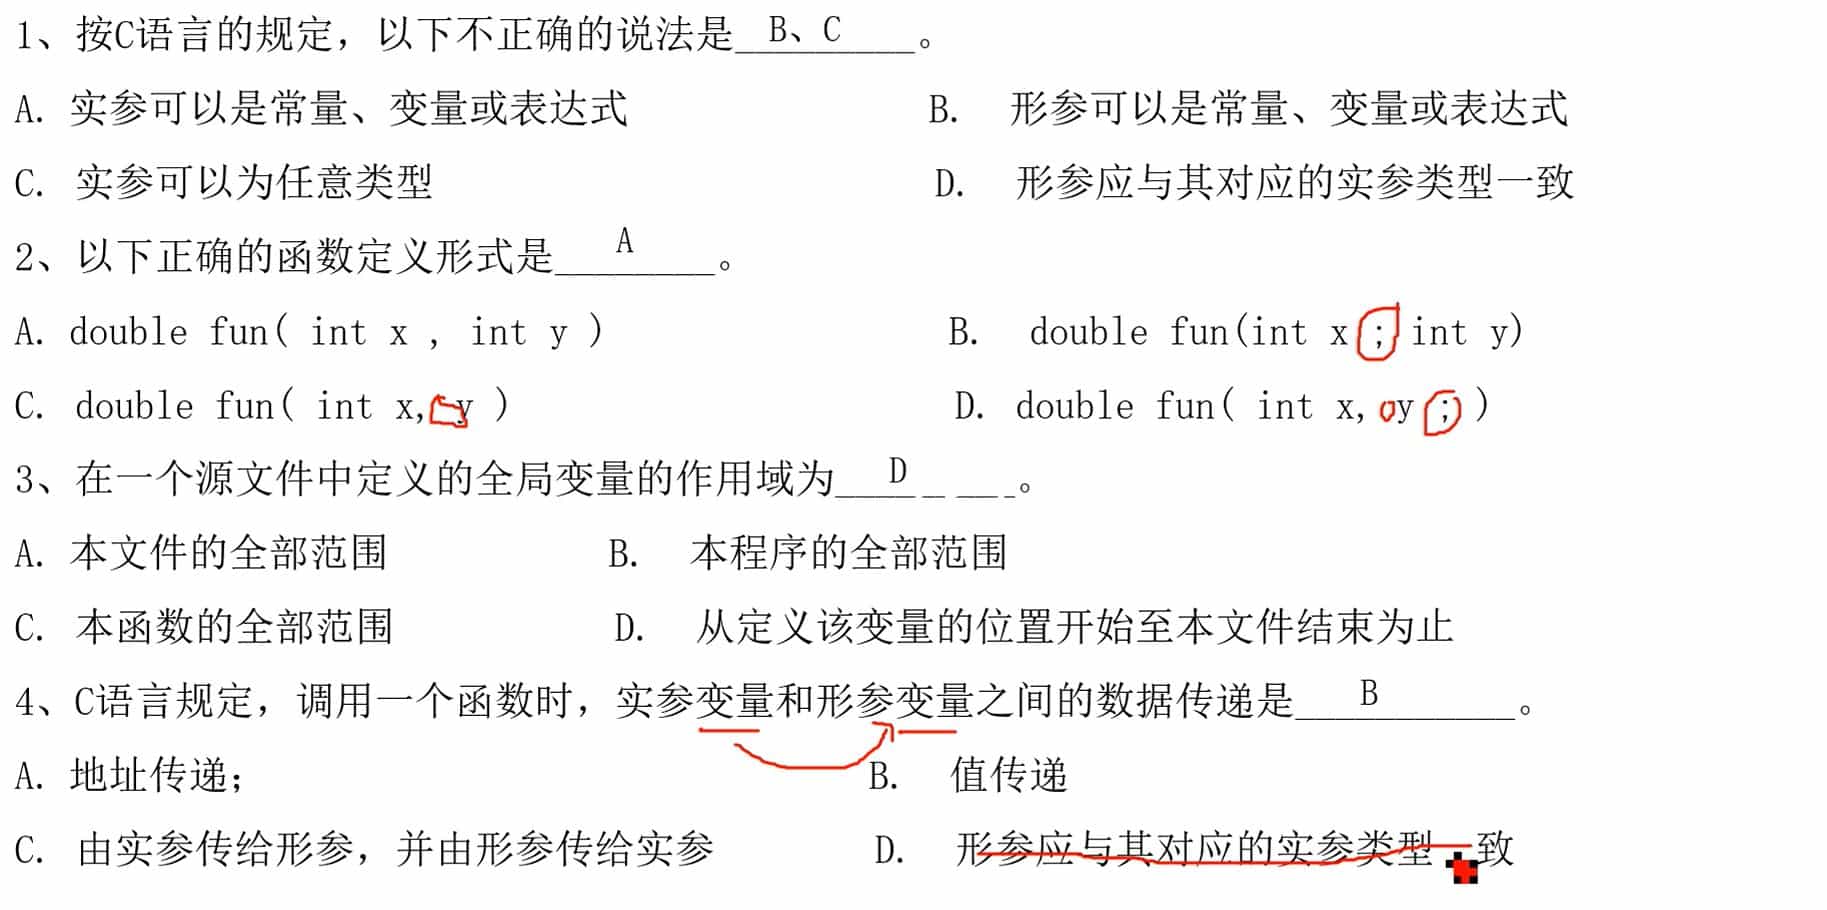 1、按C语言的规定，以下不正确的说法是 B、C 。
A. 实参可以是常量、变量或表达式 B. 形参可以是常量、变量或表达式
C. 实参可以为任意类型 D. 形参应与其对应的实参类型一致
2、以下正确的函数定义形式是 A 。
A. double fun( int x , int y ) B. double fun(int x ; int y)
C. double fun( int x, y ) D. double fun( int x, y ; )
3、在一个源文件中定义的全局变量的作用域为 D 。
A. 本文件的全部范围 B. 本程序的全部范围
C. 本函数的全部范围 D. 从定义该变量的位置开始至本文件结束为止
4、C语言规定，调用一个函数时，实参变量和形参变量之间的数据传递是 B 。
A. 地址传递; B. 值传递
C. 由实参传给形参，并由形参传给实参 D. 形参应与其对应的实参类型一致